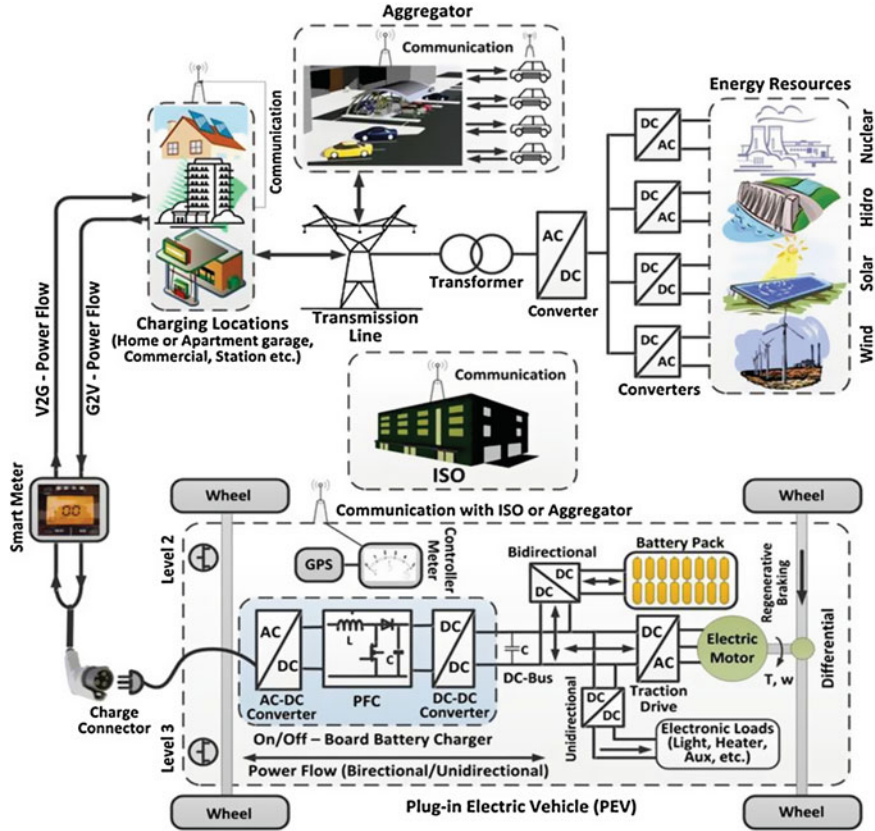 Aggregator
Communication
Communication
Energy Resources
DC
AC
Nuclear
DC
AC
Hidro
DC
DC
Solar
DC
AC
Wind
Converters
AC
DC
Converter
Transformer
Transmission
Line
Charging Locations
(Home or Apartment garage,
Commercial, Station etc.)
V2G - Power Flow
G2V - Power Flow
Communication
ISO
Smart Meter
00
Wheel
Wheel
Communication with ISO or Aggregator
Level 2
GPS
Controller
Meter
Bidirectional
Battery Pack
DC
DC
Regenerative
Braking
AC
DC
AC-DC
Converter
L
C
PFC
DC
DC
DC-DC
Converter
C
DC-Bus
DC
AC
Traction
Drive
Electric
Motor
T, w
Differential
Unidirectional
DC
DC
Electronic Loads
(Light, Heater,
Aux, etc.)
Charge
Connector
Level 3
On/Off – Board Battery Charger
Power Flow (Birectional/Unidirectional)
Wheel
Plug-in Electric Vehicle (PEV)
Wheel